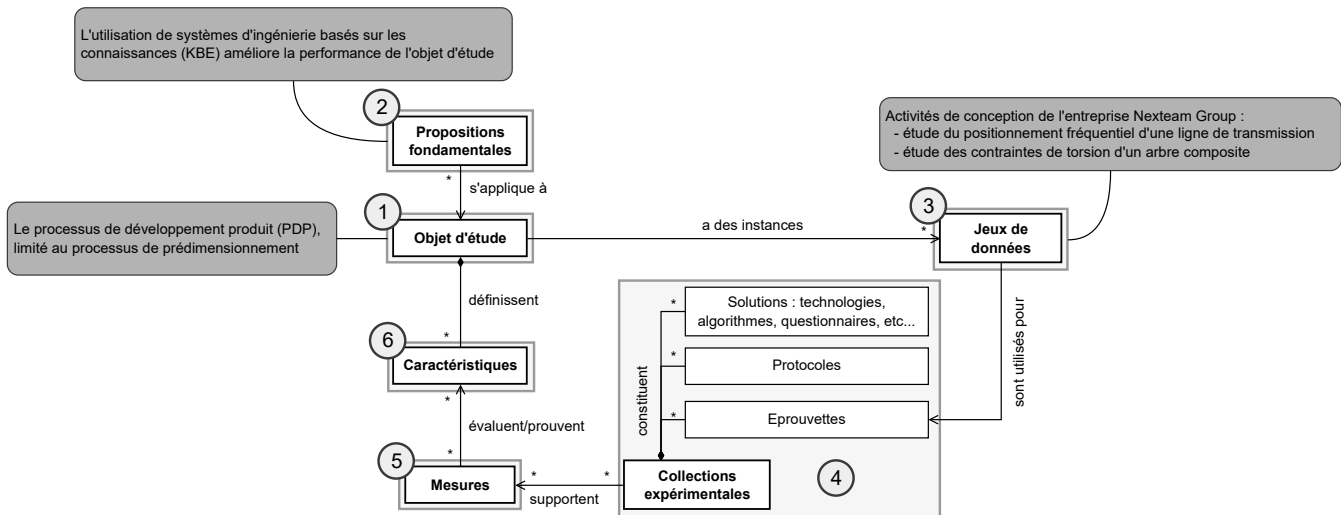 L'utilisation de systèmes d'ingénierie basés sur les
connaissances (KBE) améliore la performance de l'objet d'étude
2
Propositions
fondamentales
Activités de conception de l'entreprise Nexteam Group :
- étude du positionnement fréquentiel d'une ligne de transmission
- étude des contraintes de torsion d'un arbre composite
*
s'applique à
Le processus de développement produit (PDP),
limité au processus de prédimensionnement
1
Objet d'étude
a des instances
*
3
Jeux de
données
définissent
*
6
Caractéristiques
*
évaluent/prouvent
*
5
Mesures
*
supportent
*
Solutions : technologies,
algorithmes, questionnaires, etc...
*
Protocoles
*
Eprouvettes
*
constituent
sont utilisés pour
Collections
expérimentales
4